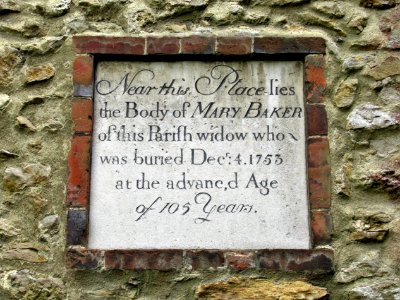 Near this Place lies
the Body of MARY BAKER
of this Parish widow who
was buried Dec:r 4. 1753
at the advanc,d Age
of 105 Years.